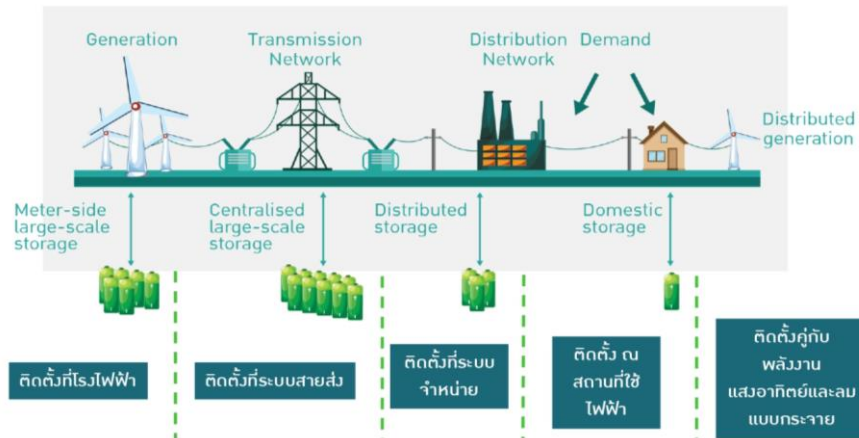 Generation
Transmission
Network
Distribution
Network
Demand
Distributed
generation
Meter-side
large-scale
storage
Centralised
large-scale
storage
Distributed
storage
Domestic
storage
ติดตั้งที่โรงไฟฟ้า
ติดตั้งที่ระบบสายส่ง
ติดตั้งที่ระบบ
จำหน่าย
ติดตั้ง ณ
สถานที่ใช้
ไฟฟ้า
ติดตั้งคู่กับ
พลังงาน
แสงอาทิตย์และลม
แบบกระจาย